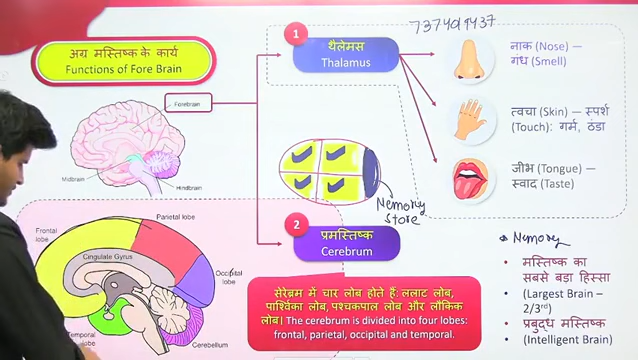 अग्र मस्तिष्क के कार्य
Functions of Fore Brain
1
थैलेमस
Thalamus
नाक (Nose) –
गंध (Smell)
Forebrain
त्वचा (Skin) – स्पर्श
(Touch): गर्म, ठंडा
Midbrain
Hindbrain
जीभ (Tongue) –
स्वाद (Taste)
Memory
Store
2
प्रमस्तिष्क
Cerebrum
Parietal lobe
Frontal
lobe
Cingulate Gyrus
Occipital
lobe
Temporal
lobe
Cerebellum
सेरेब्रम में चार लोब होते हैं: ललाट लोब,
पार्श्विका लोब, पश्चकपाल लोब और लौकिक
लोब। The cerebrum is divided into four lobes:
frontal, parietal, occipital and temporal.
Memory
• मस्तिष्क का
सबसे बडा हिस्सा
• (Largest Brain –
2/3rd)
• प्रबुद्ध मस्तिष्क
• (Intelligent Brain)